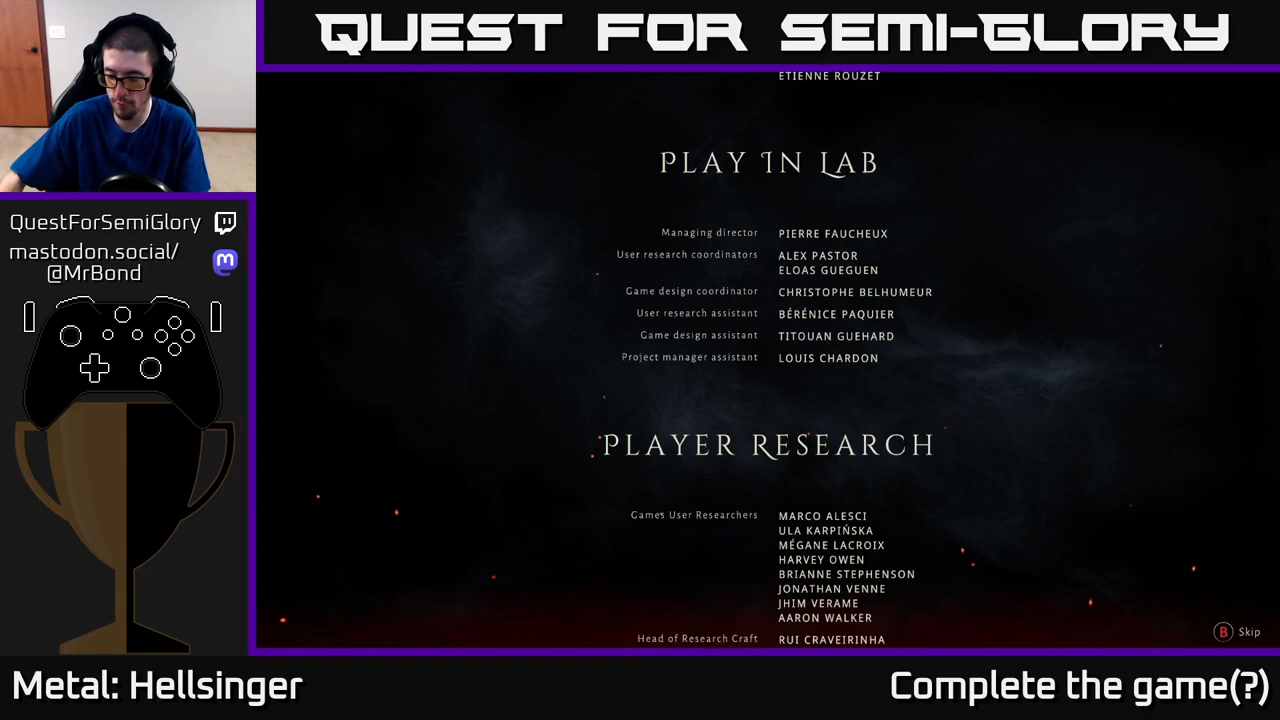 QUEST FOR SEMI-GLORY
QuestForSemiGlory
mastodon.social/
@MrBond
ETIENNE ROUZET
PLAY IN LAB
Managing director PIERRE FAUCHEUX
User research coordinators ALEX PASTOR
ELOAS GUEGUEN
Game design coordinator CHRISTOPHE BELHUMEUR
User research assistant BÉRÉNICE PAQUIER
Game design assistant TITOUAN GUEHARD
Project manager assistant LOUIS CHARDON
PLAYER RESEARCH
Games User Researchers MARCO ALESCI
ULA KARPIŃSKA
MÉGANE LACROIX
HARVEY OWEN
BRIANNE STEPHENSON
JONATHAN VENNE
JHIM VERAME
AARON WALKER
Head of Research Craft RUI CRAVEIRINHA
B Skip
Metal: Hellsinger
Complete the game(?)